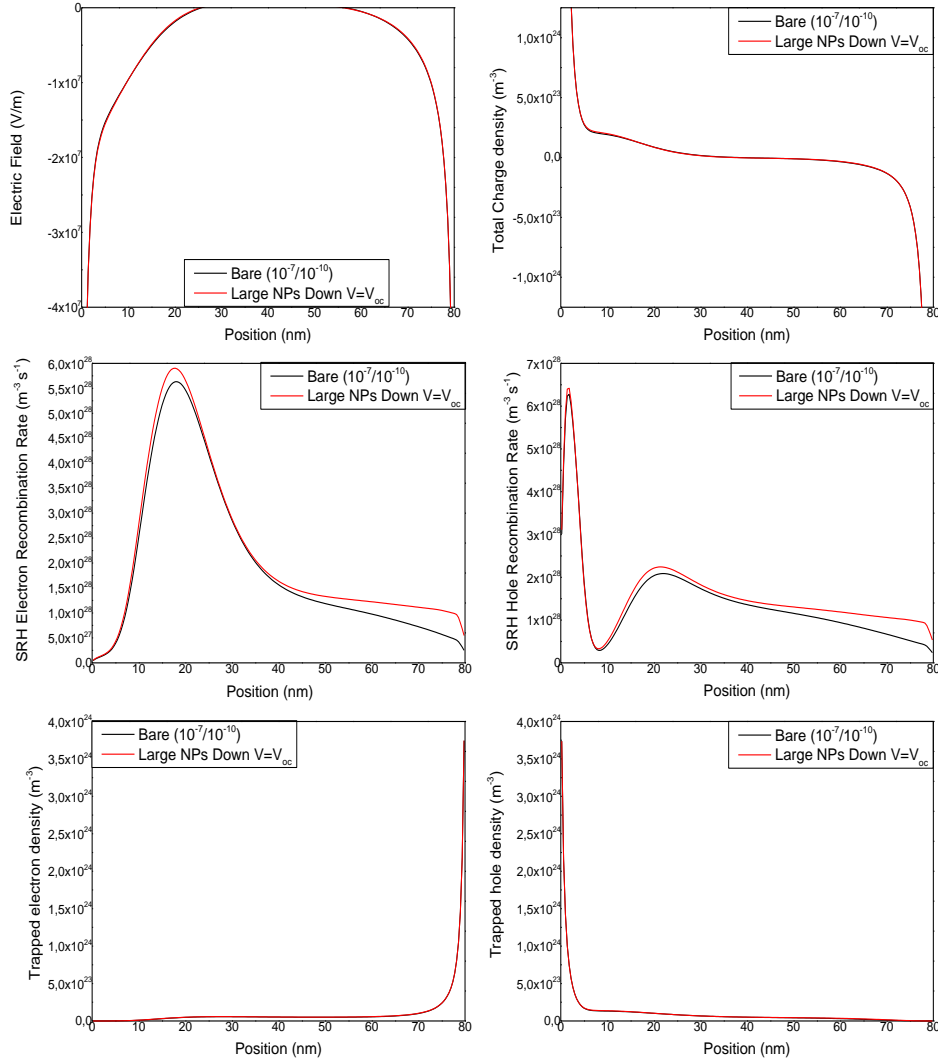 0
-1x10⁷
-2x10⁷
-3x10⁷
-4x10⁷
0 10 20 30 40 50 60 70 80
Electric Field (V/m)
Position (nm)
Bare (10⁻⁷/10⁻¹⁰)
Large NPs Down V=Vₒc
1,0x10²⁴
5,0x10²³
0,0
-5,0x10²³
-1,0x10²⁴
0 10 20 30 40 50 60 70 80
Total Charge density (m⁻³)
Position (nm)
Bare (10⁻⁷/10⁻¹⁰)
Large NPs Down V=Vₒc
6,0x10²⁸
5,5x10²⁸
5,0x10²⁸
4,5x10²⁸
4,0x10²⁸
3,5x10²⁸
3,0x10²⁸
2,5x10²⁸
2,0x10²⁸
1,5x10²⁸
1,0x10²⁸
5,0x10²⁷
0,0
0 10 20 30 40 50 60 70 80
SRH Electron Recombination Rate (m⁻³ s⁻¹)
Position (nm)
Bare (10⁻⁷/10⁻¹⁰)
Large NPs Down V=Vₒc
7x10²⁸
6x10²⁸
5x10²⁸
4x10²⁸
3x10²⁸
2x10²⁸
1x10²⁸
0
0 10 20 30 40 50 60 70 80
SRH Hole Recombination Rate (m⁻³ s⁻¹)
Position (nm)
Bare (10⁻⁷/10⁻¹⁰)
Large NPs Down V=Vₒc
4,0x10²⁴
3,5x10²⁴
3,0x10²⁴
2,5x10²⁴
2,0x10²⁴
1,5x10²⁴
1,0x10²⁴
5,0x10²³
0,0
0 10 20 30 40 50 60 70 80
Trapped electron density (m⁻³)
Position (nm)
Bare (10⁻⁷/10⁻¹⁰)
Large NPs Down V=Vₒc
4,0x10²⁴
3,5x10²⁴
3,0x10²⁴
2,5x10²⁴
2,0x10²⁴
1,5x10²⁴
1,0x10²⁴
5,0x10²³
0,0
0 10 20 30 40 50 60 70 80
Trapped hole density (m⁻³)
Position (nm)
Bare (10⁻⁷/10⁻¹⁰)
Large NPs Down V=Vₒc